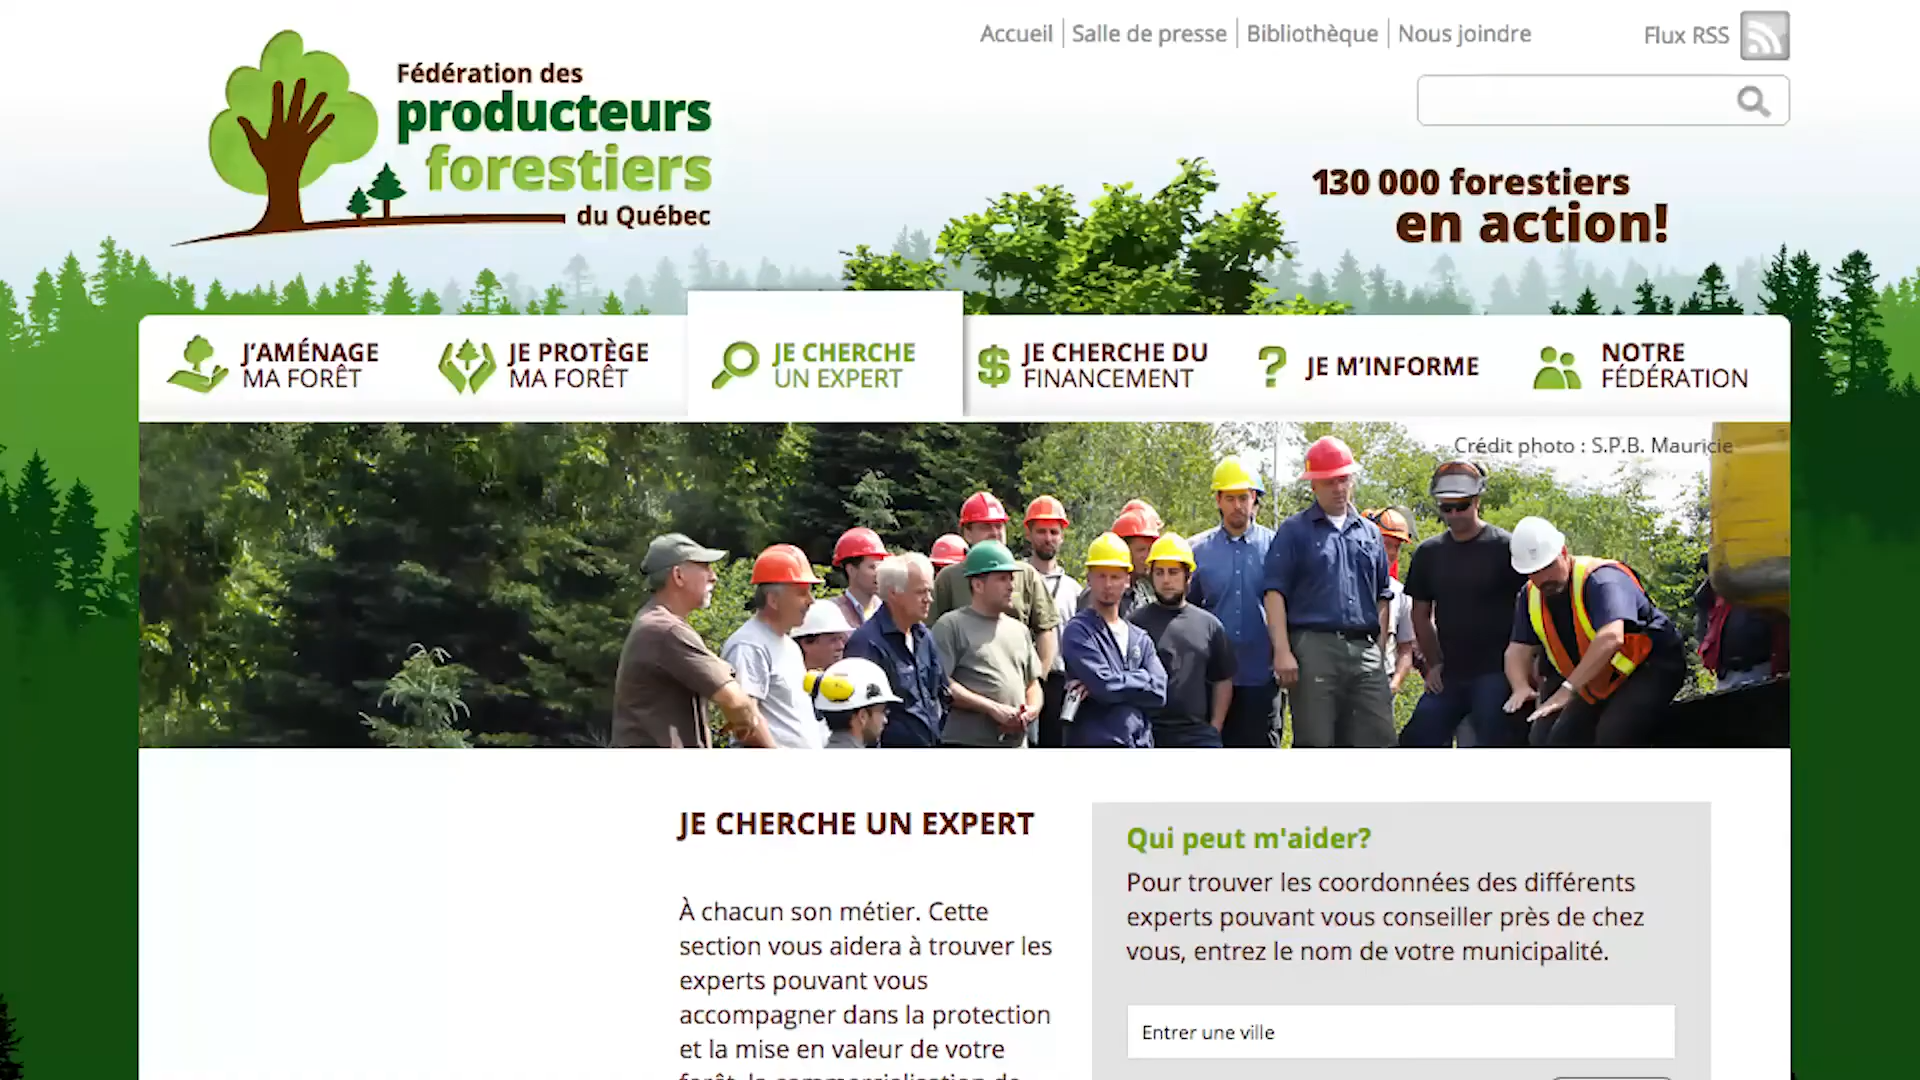 Accueil
Salle de presse
Bibliothèque
Nous joindre
Flux RSS
Fédération des
producteurs
forestiers
du Québec
130 000 forestiers
en action!
J'AMÉNAGE
MA FORÊT
JE PROTÈGE
MA FORÊT
JE CHERCHE
UN EXPERT
JE CHERCHE DU
FINANCEMENT
JE M'INFORME
NOTRE
FÉDÉRATION
Crédit photo : S.P.B. Mauricie
JE CHERCHE UN EXPERT
À chacun son métier. Cette
section vous aidera à trouver les
experts pouvant vous
accompagner dans la protection
et la mise en valeur de votre
Qui peut m'aider?
Pour trouver les coordonnées des différents
experts pouvant vous conseiller près de chez
vous, entrez le nom de votre municipalité.
Entrer une ville